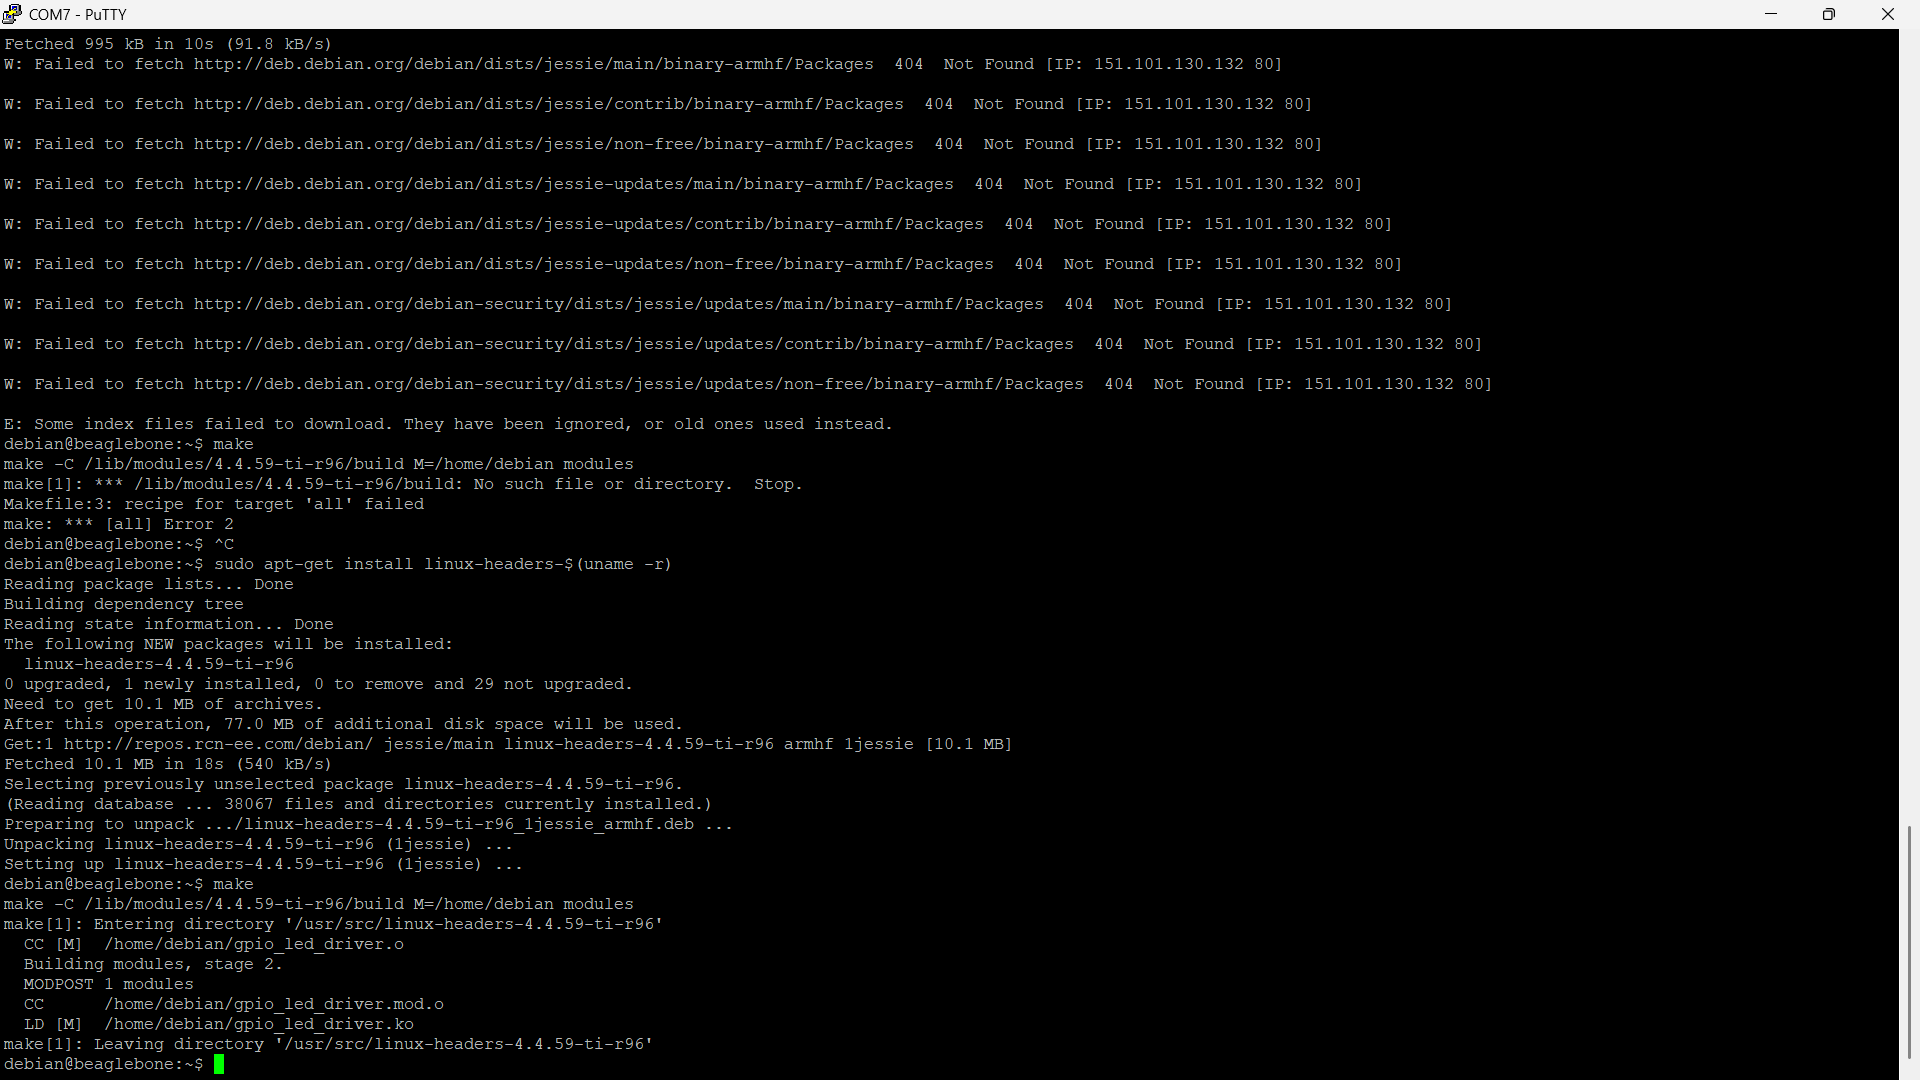 COM7 - PuTTY
Fetched 995 kB in 10s (91.8 kB/s)
W: Failed to fetch http://deb.debian.org/debian/dists/jessie/main/binary-armhf/Packages  404  Not Found [IP: 151.101.130.132 80]
W: Failed to fetch http://deb.debian.org/debian/dists/jessie/contrib/binary-armhf/Packages  404  Not Found [IP: 151.101.130.132 80]
W: Failed to fetch http://deb.debian.org/debian/dists/jessie/non-free/binary-armhf/Packages  404  Not Found [IP: 151.101.130.132 80]
W: Failed to fetch http://deb.debian.org/debian/dists/jessie-updates/main/binary-armhf/Packages  404  Not Found [IP: 151.101.130.132 80]
W: Failed to fetch http://deb.debian.org/debian/dists/jessie-updates/contrib/binary-armhf/Packages  404  Not Found [IP: 151.101.130.132 80]
W: Failed to fetch http://deb.debian.org/debian/dists/jessie-updates/non-free/binary-armhf/Packages  404  Not Found [IP: 151.101.130.132 80]
W: Failed to fetch http://deb.debian.org/debian-security/dists/jessie/updates/main/binary-armhf/Packages  404  Not Found [IP: 151.101.130.132 80]
W: Failed to fetch http://deb.debian.org/debian-security/dists/jessie/updates/contrib/binary-armhf/Packages  404  Not Found [IP: 151.101.130.132 80]
W: Failed to fetch http://deb.debian.org/debian-security/dists/jessie/updates/non-free/binary-armhf/Packages  404  Not Found [IP: 151.101.130.132 80]
E: Some index files failed to download. They have been ignored, or old ones used instead.
debian@beaglebone:~$ make
make -C /lib/modules/4.4.59-ti-r96/build M=/home/debian modules
make[1]: *** /lib/modules/4.4.59-ti-r96/build: No such file or directory.  Stop.
Makefile:3: recipe for target 'all' failed
make: *** [all] Error 2
debian@beaglebone:~$ ^C
debian@beaglebone:~$ sudo apt-get install linux-headers-$(uname -r)
Reading package lists... Done
Building dependency tree
Reading state information... Done
The following NEW packages will be installed:
  linux-headers-4.4.59-ti-r96
0 upgraded, 1 newly installed, 0 to remove and 29 not upgraded.
Need to get 10.1 MB of archives.
After this operation, 77.0 MB of additional disk space will be used.
Get:1 http://repos.rcn-ee.com/debian/ jessie/main linux-headers-4.4.59-ti-r96 armhf 1jessie [10.1 MB]
Fetched 10.1 MB in 18s (540 kB/s)
Selecting previously unselected package linux-headers-4.4.59-ti-r96.
(Reading database ... 38067 files and directories currently installed.)
Preparing to unpack .../linux-headers-4.4.59-ti-r96_1jessie_armhf.deb ...
Unpacking linux-headers-4.4.59-ti-r96 (1jessie) ...
Setting up linux-headers-4.4.59-ti-r96 (1jessie) ...
debian@beaglebone:~$ make
make -C /lib/modules/4.4.59-ti-r96/build M=/home/debian modules
make[1]: Entering directory '/usr/src/linux-headers-4.4.59-ti-r96'
  CC [M]  /home/debian/gpio_led_driver.o
  Building modules, stage 2.
  MODPOST 1 modules
  CC      /home/debian/gpio_led_driver.mod.o
  LD [M]  /home/debian/gpio_led_driver.ko
make[1]: Leaving directory '/usr/src/linux-headers-4.4.59-ti-r96'
debian@beaglebone:~$